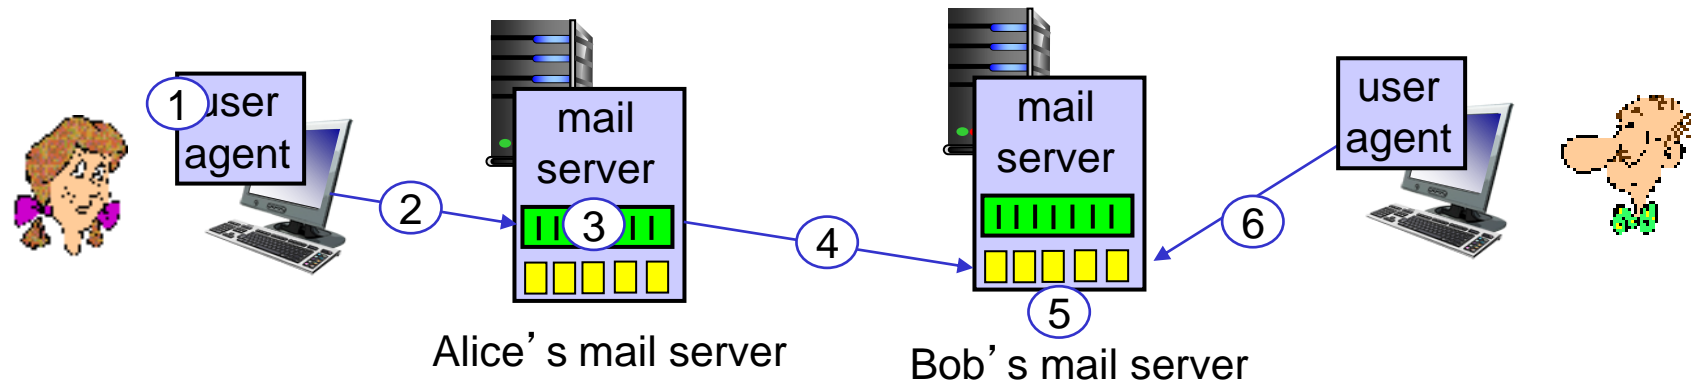 1
user
agent
2
mail
server
3
4
mail
server
5
6
user
agent
Alice’s mail server
Bob’s mail server